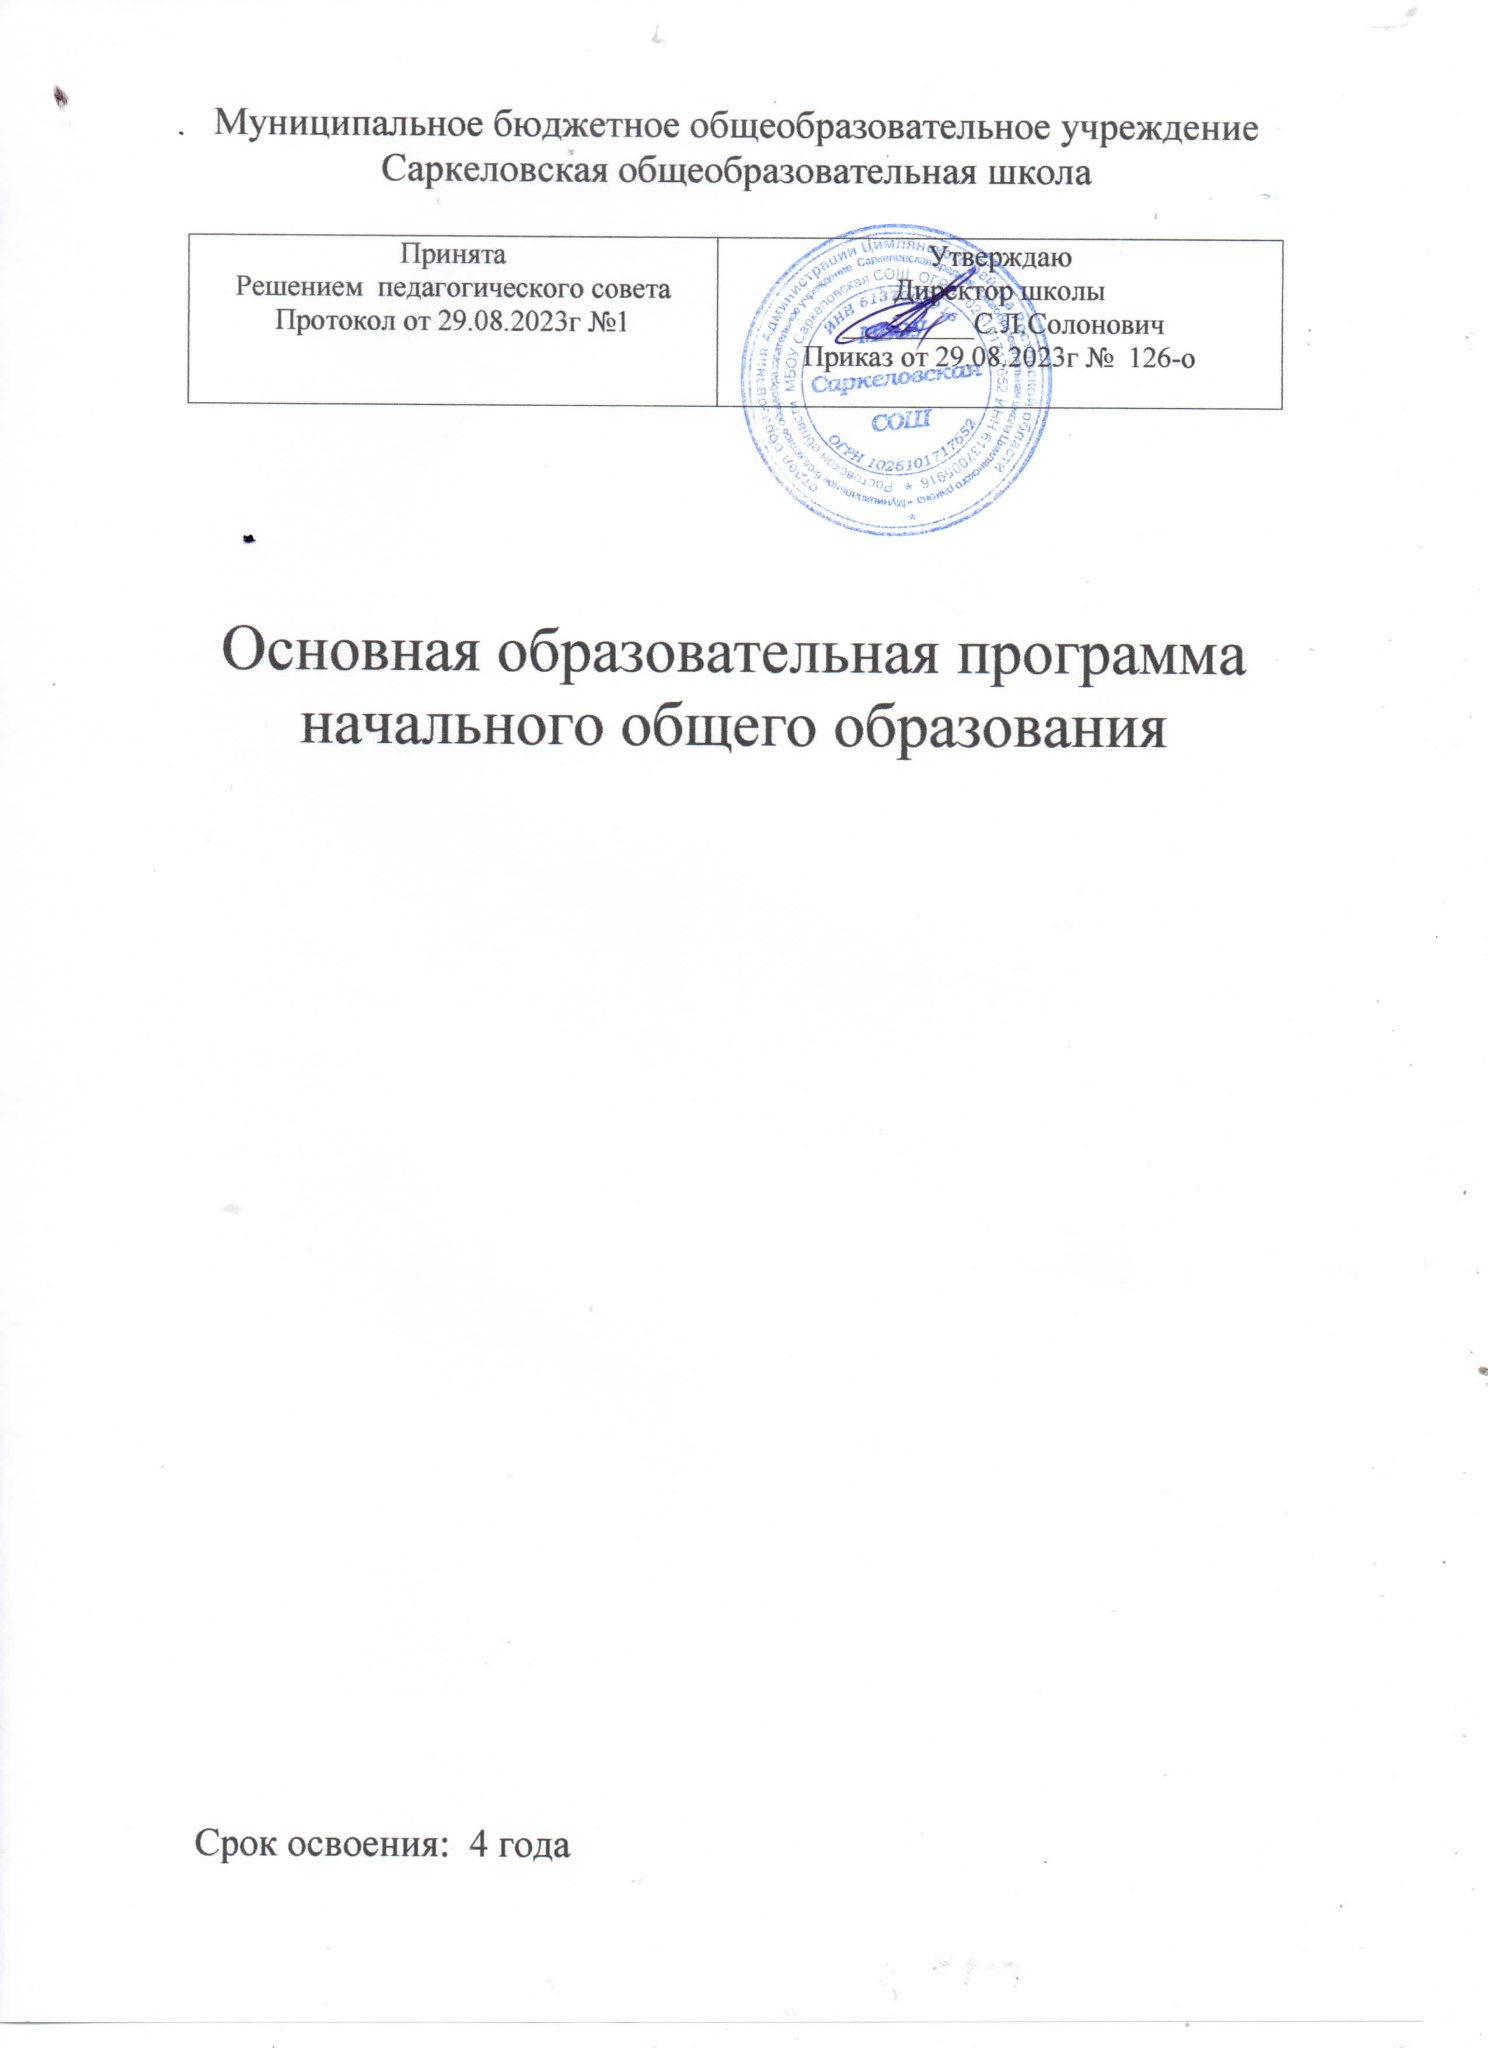 Муниципальное бюджетное общеобразовательное учреждение
Саркеловская общеобразовательная школа
Принята
Решением педагогического совета
Протокол от 29.08.2023г №1
Утверждаю
Директор школы
С.Л.Солонович
Приказ от 29.08.2023г № 126-о
Саркеловская
СОШ
ОГРН 1026101717652
Основная образовательная программа
начального общего образования
Срок освоения: 4 года